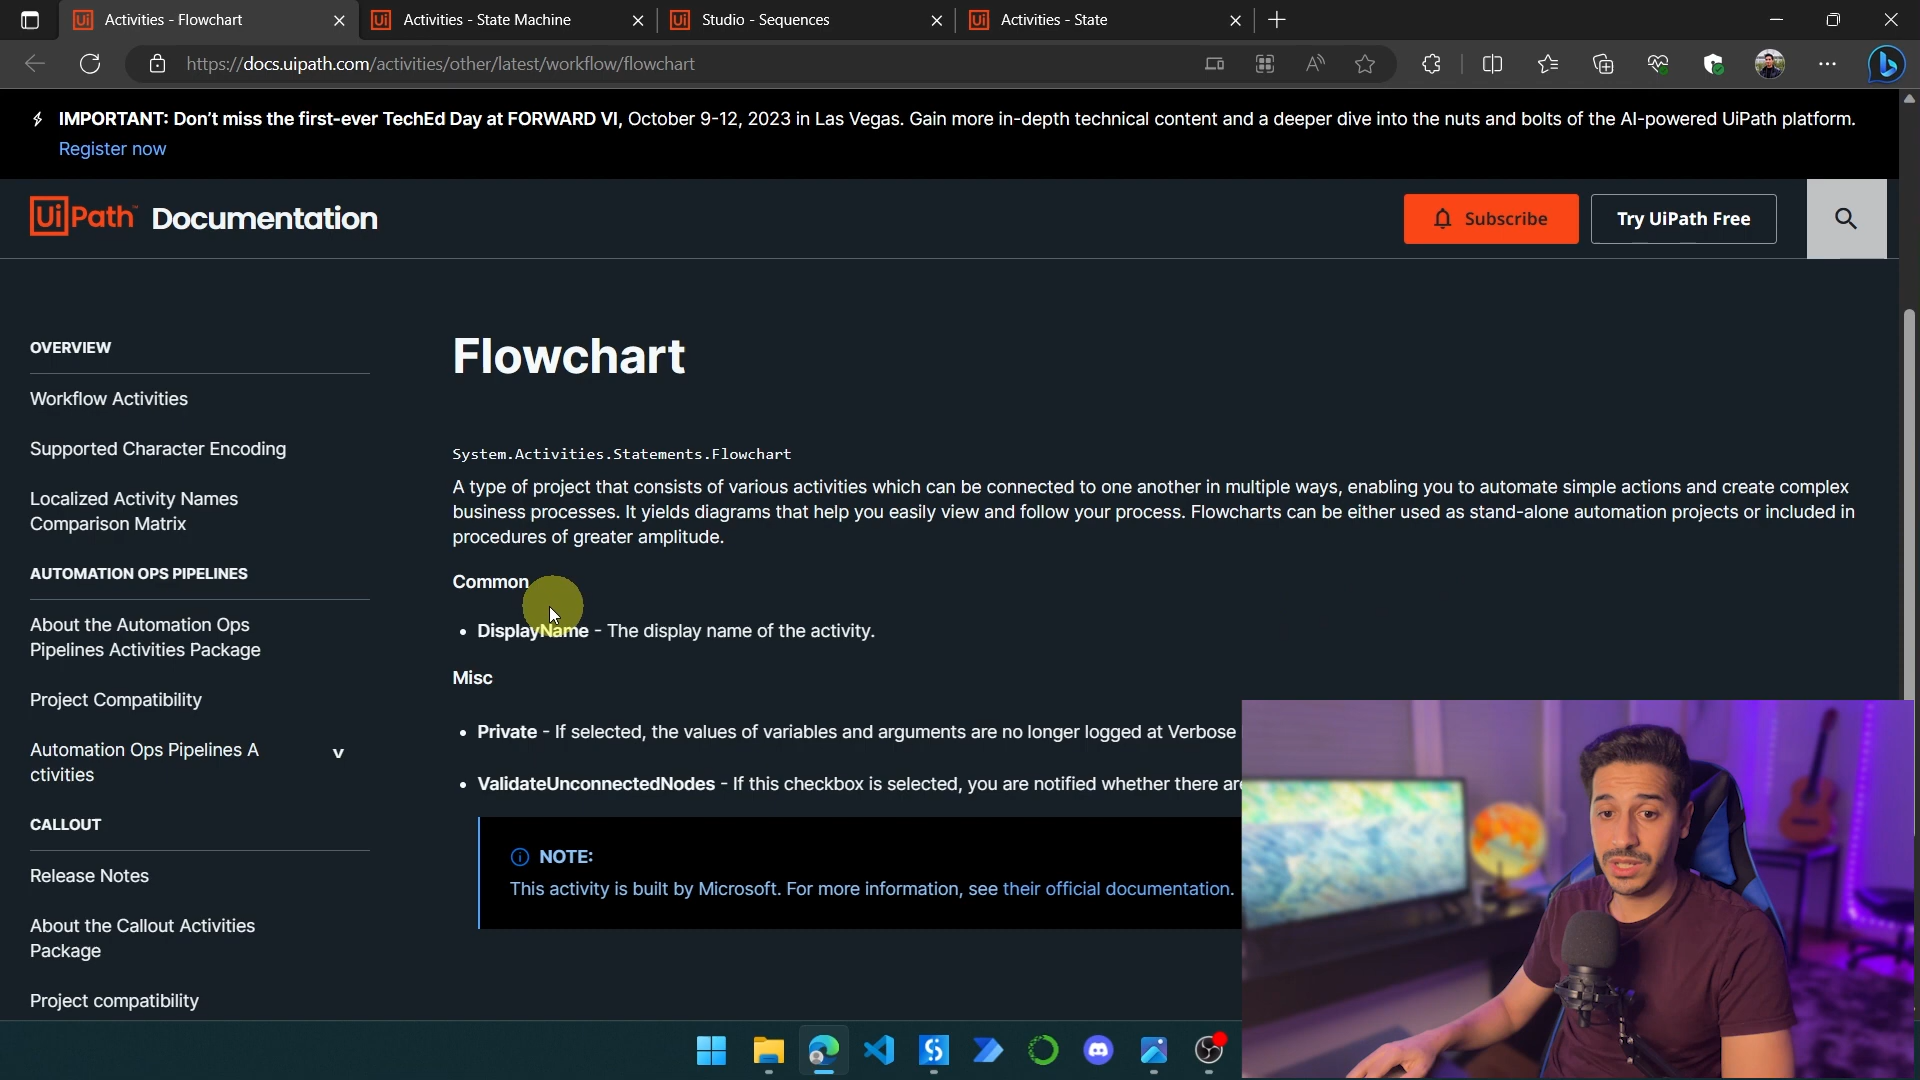 Activities - Flowchart
Activities - State Machine
Studio - Sequences
Activities - State
https://docs.uipath.com/activities/other/latest/workflow/flowchart
IMPORTANT: Don't miss the first-ever TechEd Day at FORWARD VI, October 9-12, 2023 in Las Vegas. Gain more in-depth technical content and a deeper dive into the nuts and bolts of the AI-powered UiPath platform.
Register now
UiPath™ Documentation
Subscribe
Try UiPath Free
OVERVIEW
Workflow Activities
Supported Character Encoding
Localized Activity Names
Comparison Matrix
AUTOMATION OPS PIPELINES
About the Automation Ops
Pipelines Activities Package
Project Compatibility
Automation Ops Pipelines A
ctivities
CALLOUT
Release Notes
About the Callout Activities
Package
Project compatibility
Flowchart
System.Activities.Statements.Flowchart
A type of project that consists of various activities which can be connected to one another in multiple ways, enabling you to automate simple actions and create complex
business processes. It yields diagrams that help you easily view and follow your process. Flowcharts can be either used as stand-alone automation projects or included in
procedures of greater amplitude.
Common
• DisplayName - The display name of the activity.
Misc
• Private - If selected, the values of variables and arguments are no longer logged at Verbose
• ValidateUnconnectedNodes - If this checkbox is selected, you are notified whether there are
NOTE:
This activity is built by Microsoft. For more information, see their official documentation.